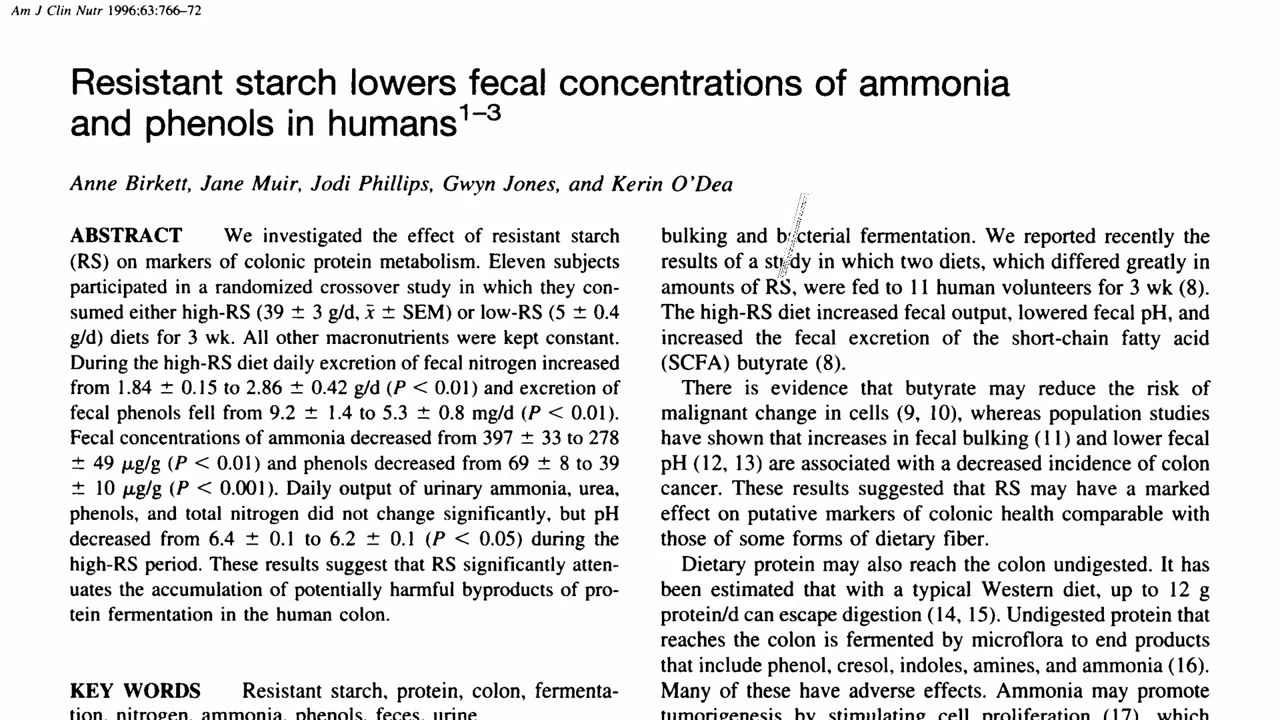 Am J Clin Nutr 1996;63:766–72
Resistant starch lowers fecal concentrations of ammonia
and phenols in humans1–3
Anne Birkett, Jane Muir, Jodi Phillips, Gwyn Jones, and Kerin O'Dea
ABSTRACT We investigated the effect of resistant starch
(RS) on markers of colonic protein metabolism. Eleven subjects
participated in a randomized crossover study in which they con-
sumed either high-RS (39 ± 3 g/d, x̄ ± SEM) or low-RS (5 ± 0.4
g/d) diets for 3 wk. All other macronutrients were kept constant.
During the high-RS diet daily excretion of fecal nitrogen increased
from 1.84 ± 0.15 to 2.86 ± 0.42 g/d (P < 0.01) and excretion of
fecal phenols fell from 9.2 ± 1.4 to 5.3 ± 0.8 mg/d (P < 0.01).
Fecal concentrations of ammonia decreased from 397 ± 33 to 278
± 49 μg/g (P < 0.01) and phenols decreased from 69 ± 8 to 39
± 10 μg/g (P < 0.001). Daily output of urinary ammonia, urea,
phenols, and total nitrogen did not change significantly, but pH
decreased from 6.4 ± 0.1 to 6.2 ± 0.1 (P < 0.05) during the
high-RS period. These results suggest that RS significantly atten-
uates the accumulation of potentially harmful byproducts of pro-
tein fermentation in the human colon.
KEY WORDS Resistant starch, protein, colon, fermenta-
tion, nitrogen, ammonia, phenols, feces, urine
bulking and bacterial fermentation. We reported recently the
results of a study in which two diets, which differed greatly in
amounts of RS, were fed to 11 human volunteers for 3 wk (8).
The high-RS diet increased fecal output, lowered fecal pH, and
increased the fecal excretion of the short-chain fatty acid
(SCFA) butyrate (8).
There is evidence that butyrate may reduce the risk of
malignant change in cells (9, 10), whereas population studies
have shown that increases in fecal bulking (11) and lower fecal
pH (12, 13) are associated with a decreased incidence of colon
cancer. These results suggested that RS may have a marked
effect on putative markers of colonic health comparable with
those of some forms of dietary fiber.
Dietary protein may also reach the colon undigested. It has
been estimated that with a typical Western diet, up to 12 g
protein/d can escape digestion (14, 15). Undigested protein that
reaches the colon is fermented by microflora to end products
that include phenol, cresol, indoles, amines, and ammonia (16).
Many of these have adverse effects. Ammonia may promote
tumorigenesis by stimulating cell proliferation (17), which